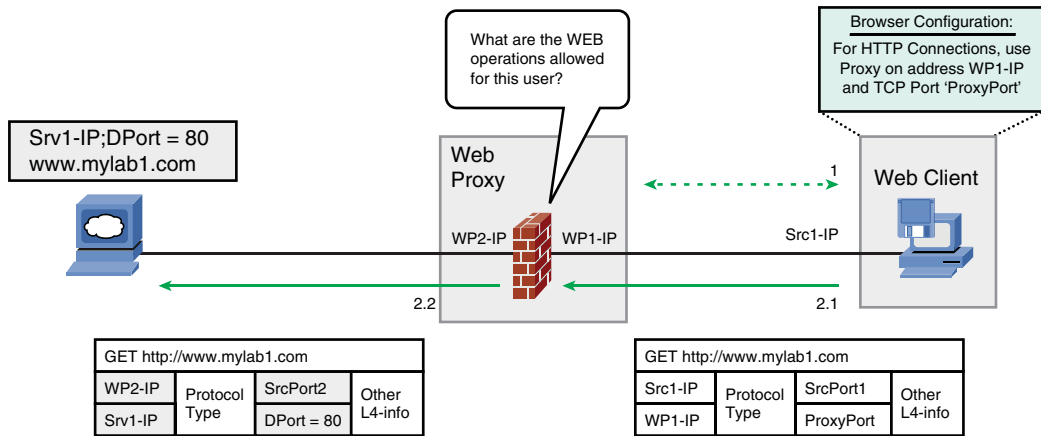 Browser Configuration:
For HTTP Connections, use
Proxy on address WP1-IP
and TCP Port ‘ProxyPort’
What are the WEB
operations allowed
for this user?
Srv1-IP;DPort = 80
www.mylab1.com
Web
Proxy
1
Web Client
WP2-IP
WP1-IP
Src1-IP
2.2
2.1
GET http://www.mylab1.com
WP2-IP
Srv1-IP
Protocol
Type
SrcPort2
DPort = 80
Other
L4-info
GET http://www.mylab1.com
Src1-IP
WP1-IP
Protocol
Type
SrcPort1
ProxyPort
Other
L4-info